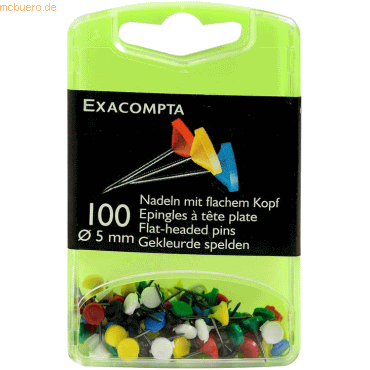 mcbuero.de
EXACOMPTA
100
Ø 5 mm
Nadeln mit flachem Kopf
Epingles à tête plate
Flat-headed pins
Gekleurde spelden